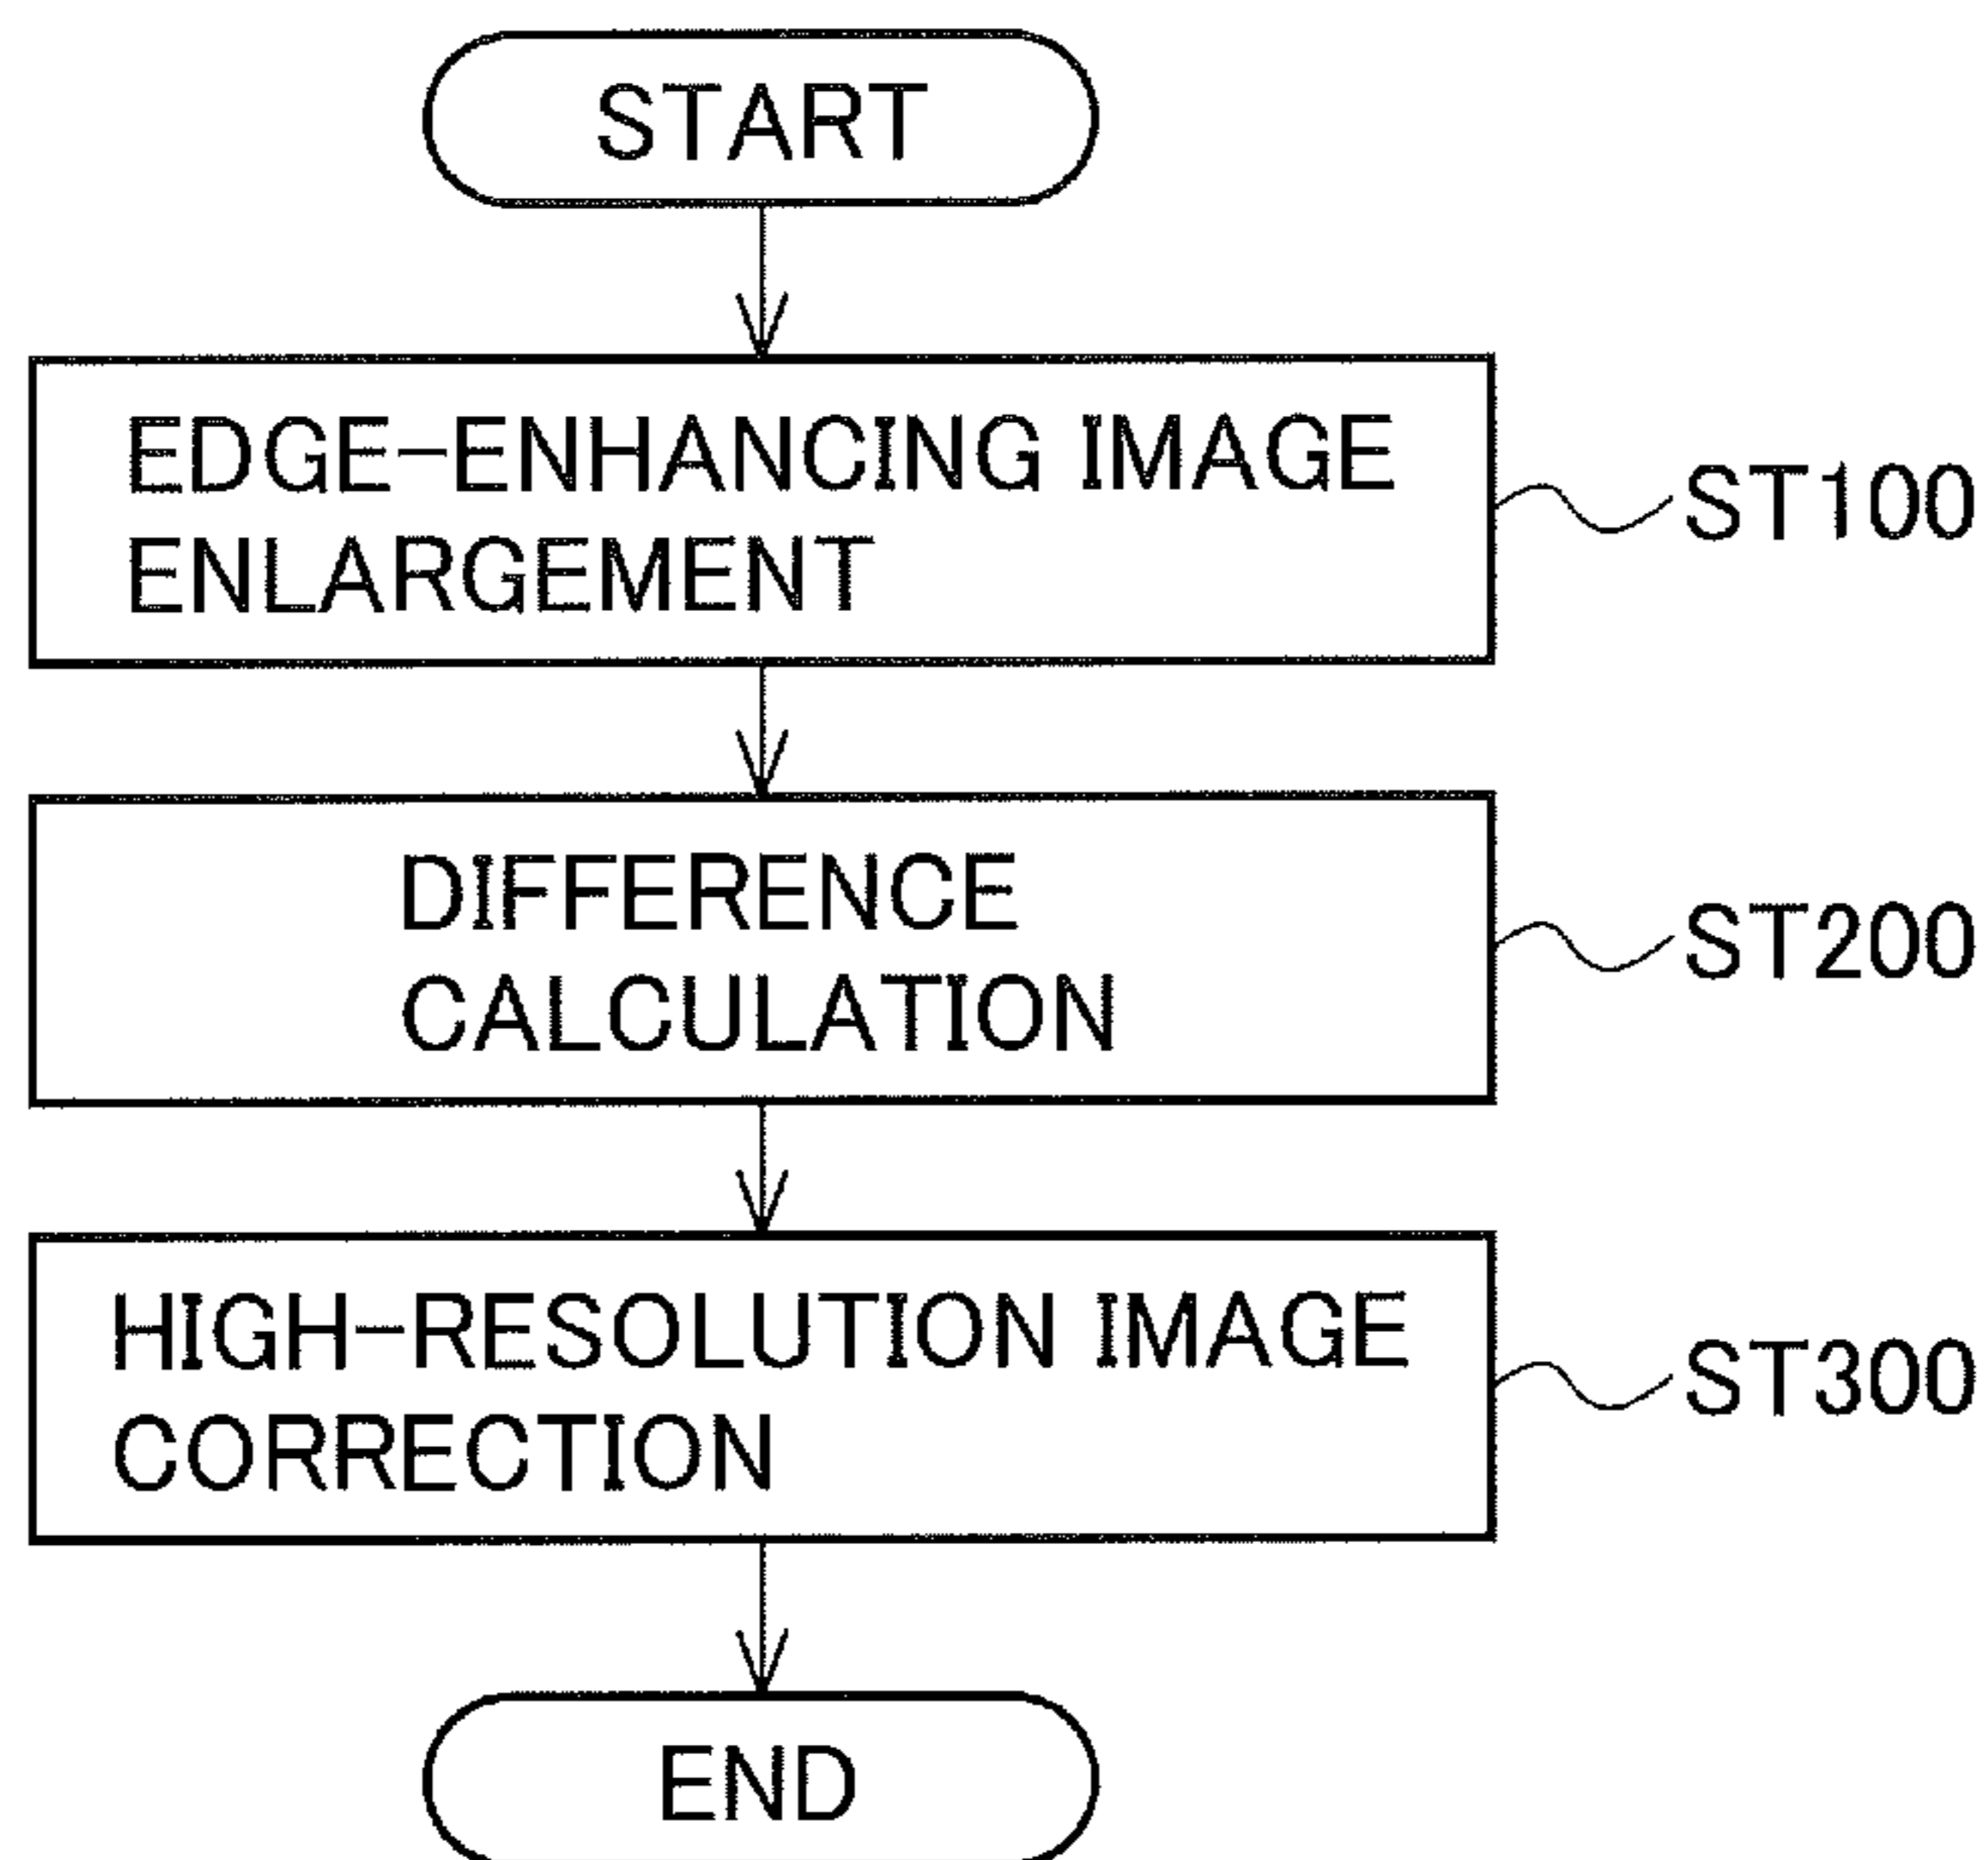 START
EDGE-ENHANCING IMAGE
ENLARGEMENT
ST100
DIFFERENCE
CALCULATION
ST200
HIGH-RESOLUTION IMAGE
CORRECTION
ST300
END